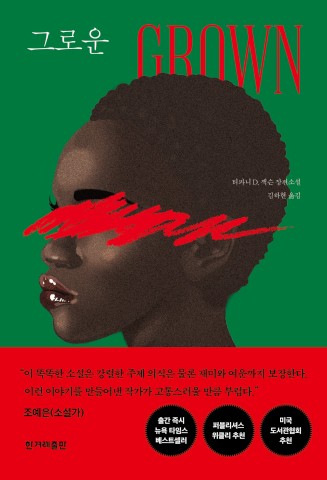 그로운
GROWN
티파니 D. 잭슨 장편소설
김하현 옮김
"이 똑똑한 소설은 강렬한 주제 의식은 물론 재미와 여운까지 보장한다.
이런 이야기를 만들어낸 작가가 고통스러울 만큼 부럽다."
조예은(소설가)
출간 즉시
뉴욕 타임스
베스트셀러
퍼블리셔스
위클리 추천
미국
도서관협회
추천
한겨레출판